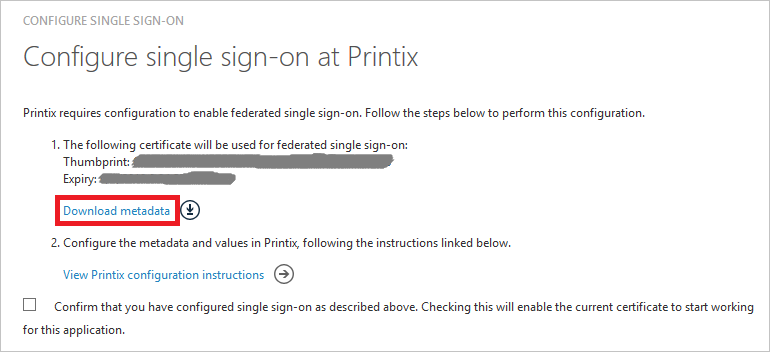 CONFIGURE SINGLE SIGN-ON
Configure single sign-on at Printix
Printix requires configuration to enable federated single sign-on. Follow the steps below to perform this configuration.
1. The following certificate will be used for federated single sign-on:
Thumbprint:
Expiry:
Download metadata
2. Configure the metadata and values in Printix, following the instructions linked below.
View Printix configuration instructions
Confirm that you have configured single sign-on as described above. Checking this will enable the current certificate to start working
for this application.